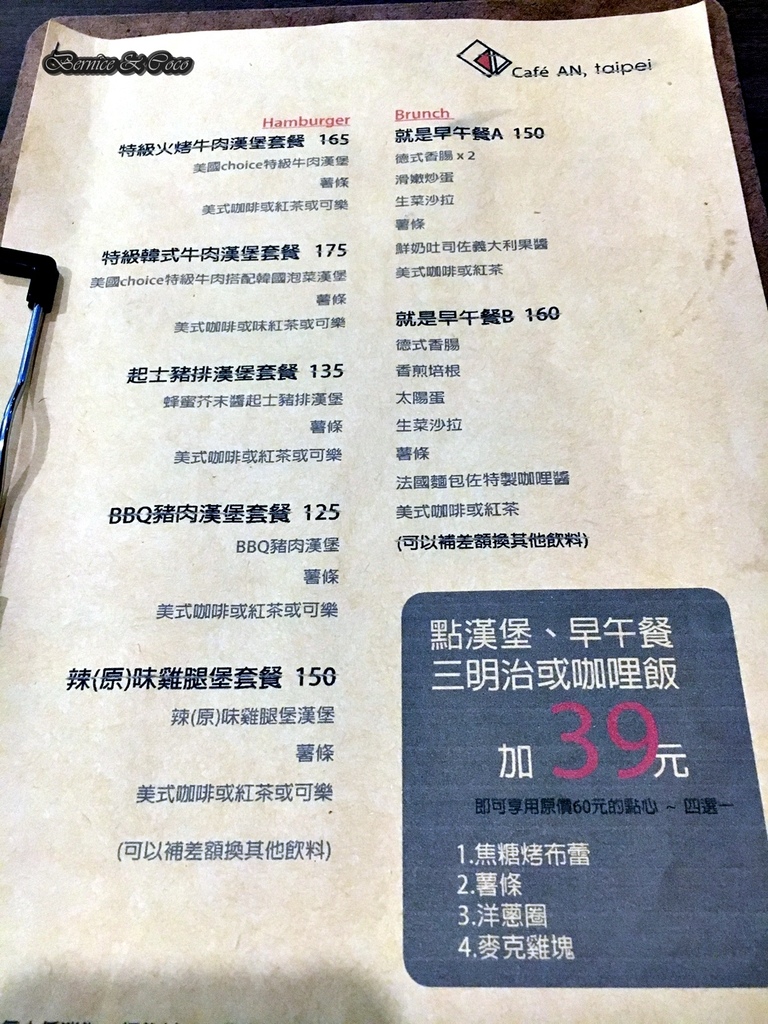 Bernice & Coco
Café AN, taipei
Hamburger
特級火烤牛肉漢堡套餐 165
美國choice特級牛肉漢堡
薯條
美式咖啡或紅茶或可樂
特級韓式牛肉漢堡套餐 175
美國choice特級牛肉搭配韓國泡菜漢堡
薯條
美式咖啡或味紅茶或可樂
起士豬排漢堡套餐 135
蜂蜜芥末醬起士豬排漢堡
薯條
美式咖啡或紅茶或可樂
BBQ豬肉漢堡套餐 125
BBQ豬肉漢堡
薯條
美式咖啡或紅茶或可樂
辣(原)味雞腿堡套餐 150
辣(原)味雞腿堡漢堡
薯條
美式咖啡或紅茶或可樂
(可以補差額換其他飲料)
Brunch
就是早午餐A 150
德式香腸 x 2
滑嫩炒蛋
生菜沙拉
薯條
鮮奶吐司佐義大利果醬
美式咖啡或紅茶
就是早午餐B 160
德式香腸
香煎培根
太陽蛋
生菜沙拉
薯條
法國麵包佐特製咖哩醬
美式咖啡或紅茶
(可以補差額換其他飲料)
點漢堡、早午餐
三明治或咖哩飯
加 39元
即可享用原價60元的點心 ~ 四選一
1.焦糖烤布蕾
2.薯條
3.洋蔥圈
4.麥克雞塊